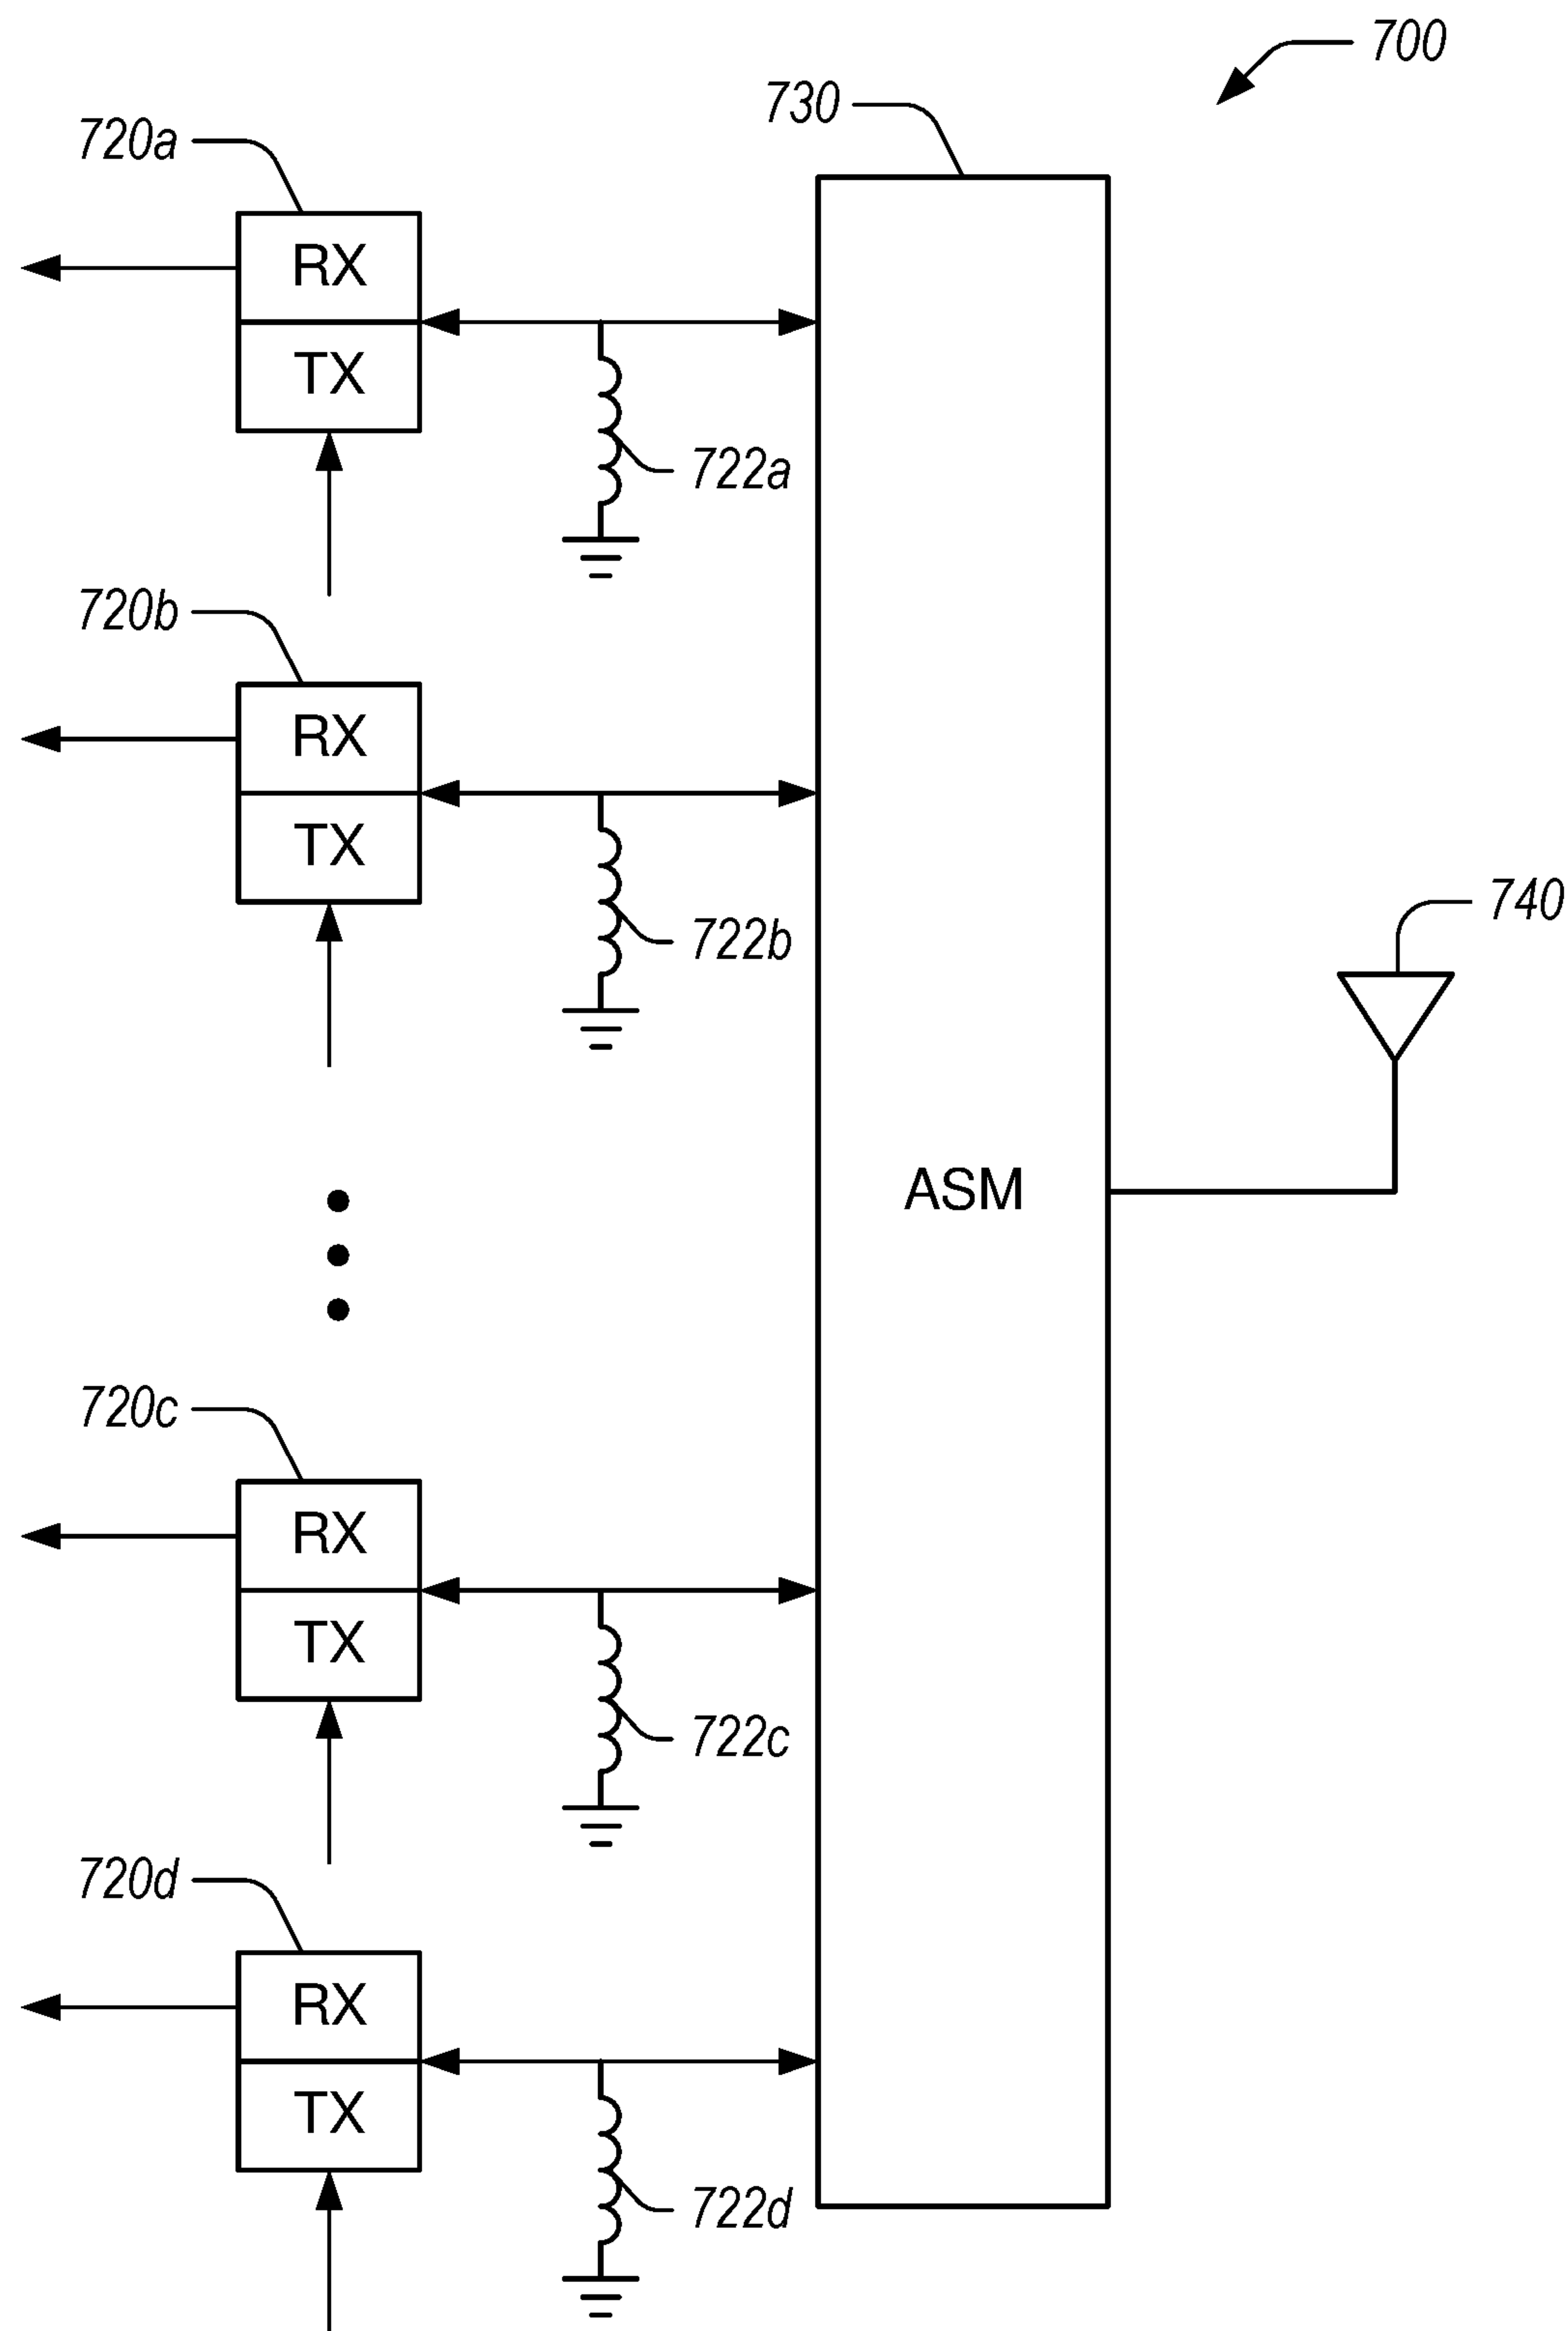 700
730
720a
RX
TX
722a
720b
RX
TX
722b
740
ASM
720c
RX
TX
722c
720d
RX
TX
722d